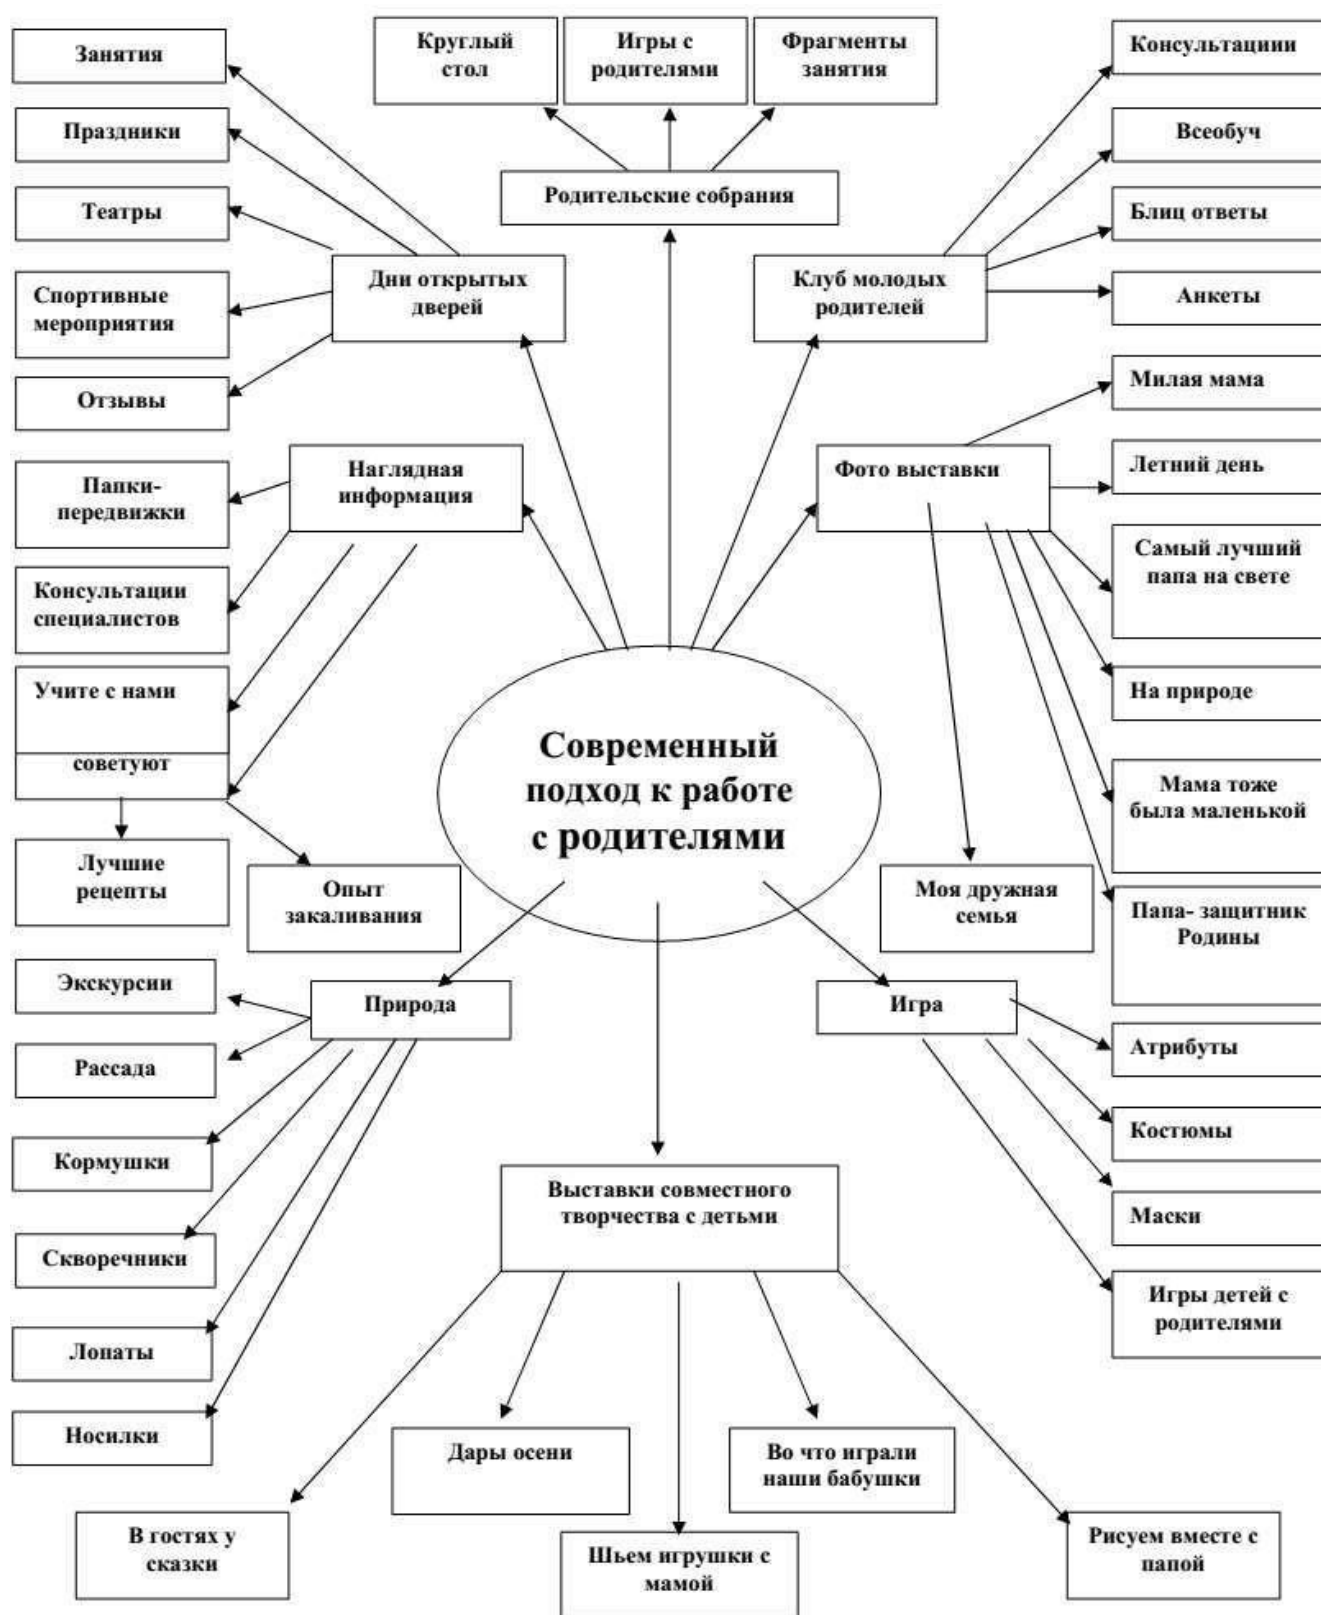 Занятия
Праздники
Театры
Спортивные
мероприятия
Отзывы
Папки-
передвижки
Консультации
специалистов
Учите с нами
советуют
Лучшие
рецепты
Опыт
закаливания
Круглый
стол
Игры с
родителями
Фрагменты
занятия
Родительские собрания
Дни открытых
дверей
Клуб молодых
родителей
Наглядная
информация
Фото выставки
Консультациии
Всеобуч
Блиц ответы
Анкеты
Милая мама
Летний день
Самый лучший
папа на свете
На природе
Мама тоже
была маленькой
Папа- защитник
Родины
Моя дружная
семья
Современный
подход к работе
с родителями
Природа
Игра
Экскурсии
Рассада
Кормушки
Скворечники
Лопаты
Носилки
Атрибуты
Костюмы
Маски
Игры детей с
родителями
Выставки совместного
творчества с детьми
В гостях у
сказки
Дары осени
Шьем игрушки с
мамой
Во что играли
наши бабушки
Рисуем вместе с
папой